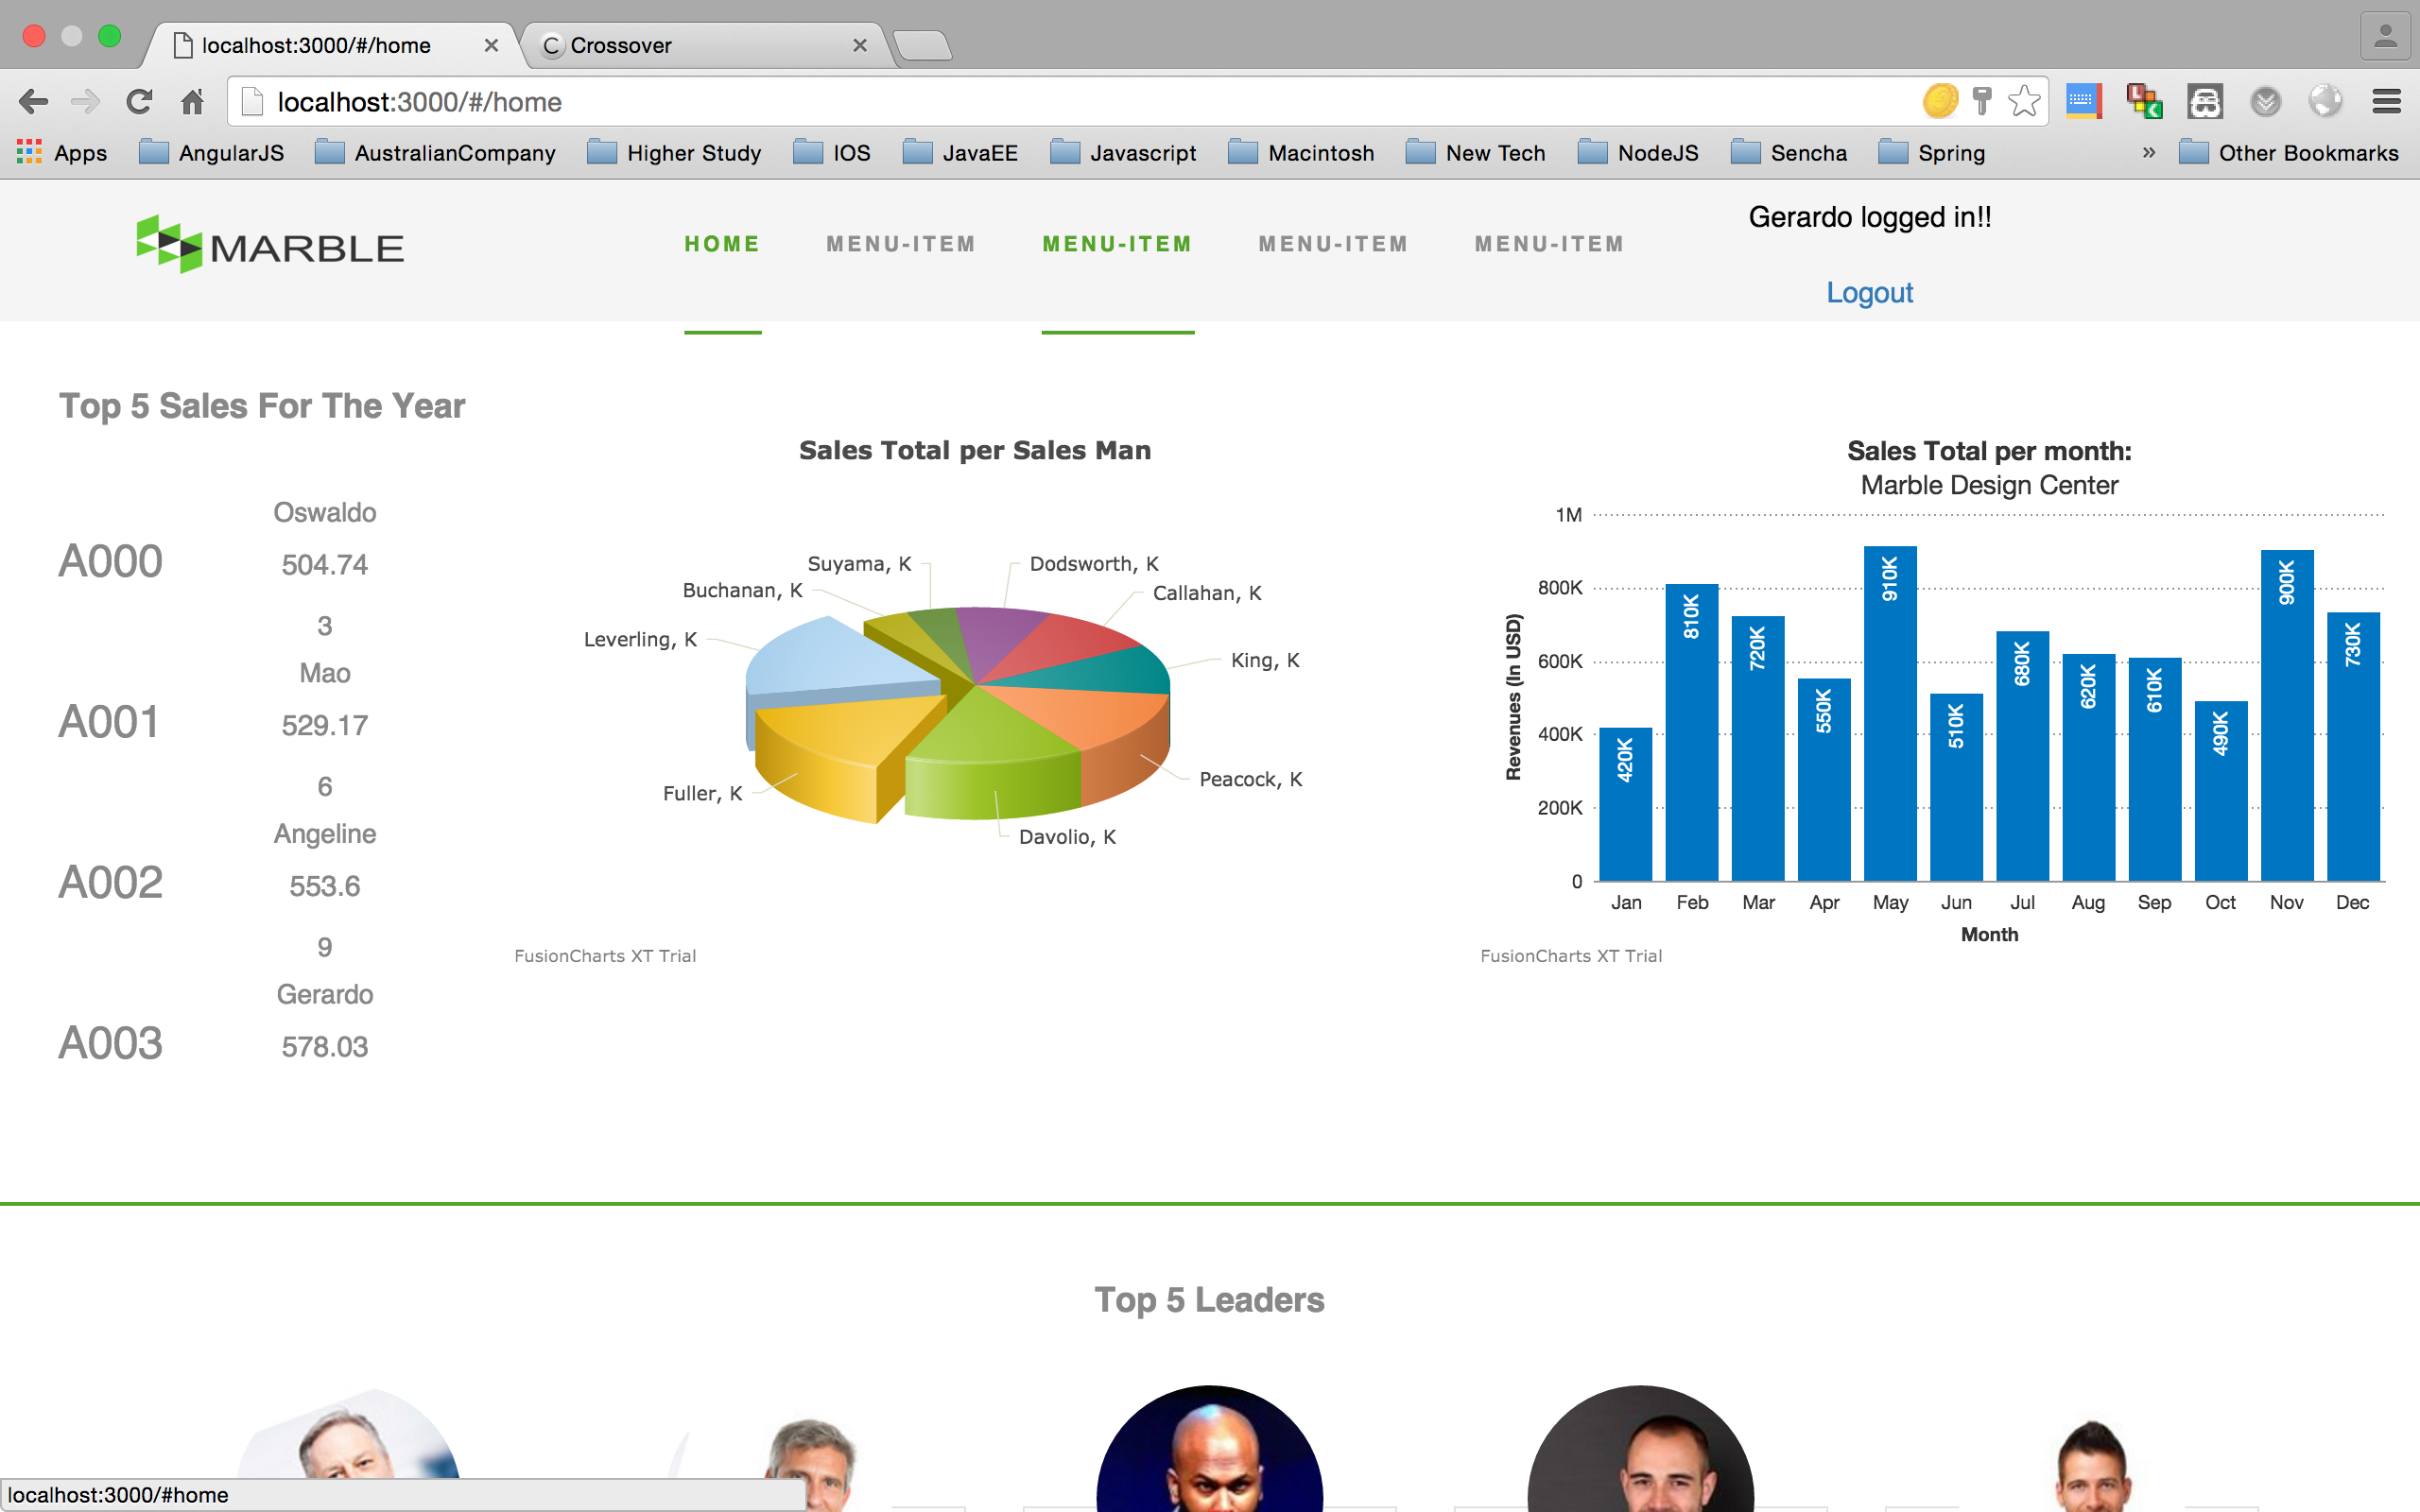 localhost:3000/#/home
Crossover
localhost:3000/#/home
Apps AngularJS AustralianCompany Higher Study IOS JavaEE Javascript Macintosh New Tech NodeJS Sencha Spring » Other Bookmarks
MARBLE
HOME MENU-ITEM MENU-ITEM MENU-ITEM MENU-ITEM
Gerardo logged in!!
Logout
Top 5 Sales For The Year
Oswaldo
A000
504.74
3
Mao
A001
529.17
6
Angeline
A002
553.6
9
Gerardo
A003
578.03
Sales Total per Sales Man
Suyama, K
Dodsworth, K
Buchanan, K
Callahan, K
Leverling, K
King, K
Fuller, K
Peacock, K
Davolio, K
FusionCharts XT Trial
Sales Total per month:
Marble Design Center
Revenues (In USD)
1M
800K
600K
400K
200K
0
420K 810K 720K 550K 910K 510K 680K 620K 610K 490K 900K 730K
Jan Feb Mar Apr May Jun Jul Aug Sep Oct Nov Dec
Month
FusionCharts XT Trial
Top 5 Leaders
localhost:3000/#home